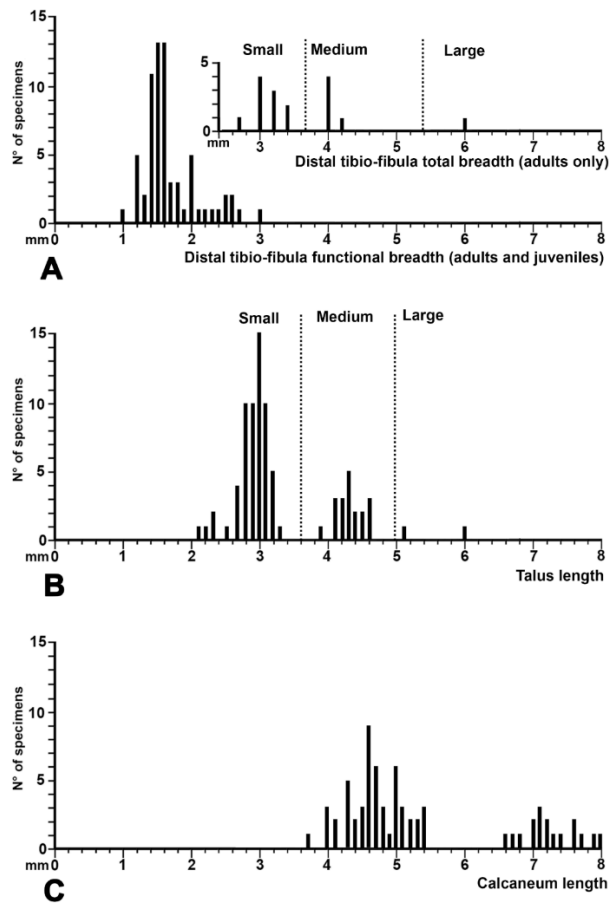 15
10
5
0
N° of specimens
Small Medium Large
5
0
mm 3 4 5 6 7 8
Distal tibio-fibula total breadth (adults only)
mm 0 1 2 3 4 5 6 7 8
Distal tibio-fibula functional breadth (adults and juveniles)
A
Small Medium Large
15
10
5
0
N° of specimens
mm 0 1 2 3 4 5 6 7 8
Talus length
B
15
10
5
0
N° of specimens
mm 0 1 2 3 4 5 6 7 8
Calcaneum length
C